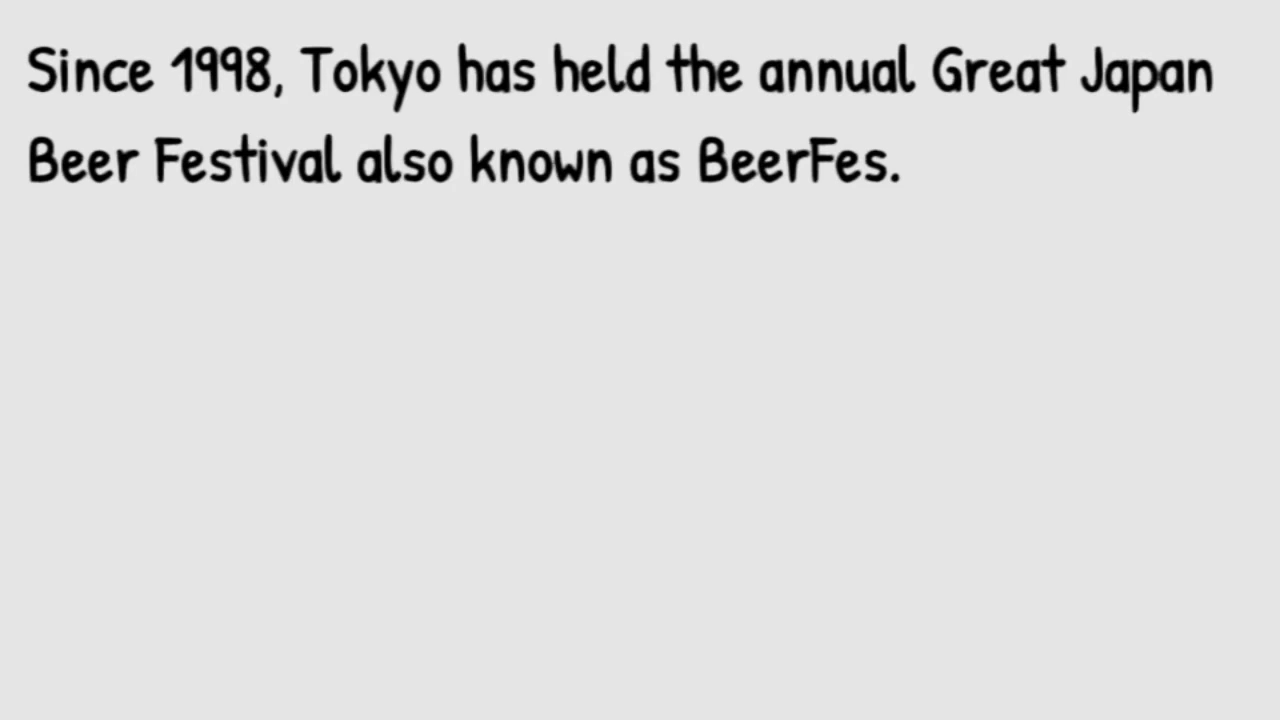 Since 1998, Tokyo has held the annual Great Japan
Beer Festival also known as BeerFes.